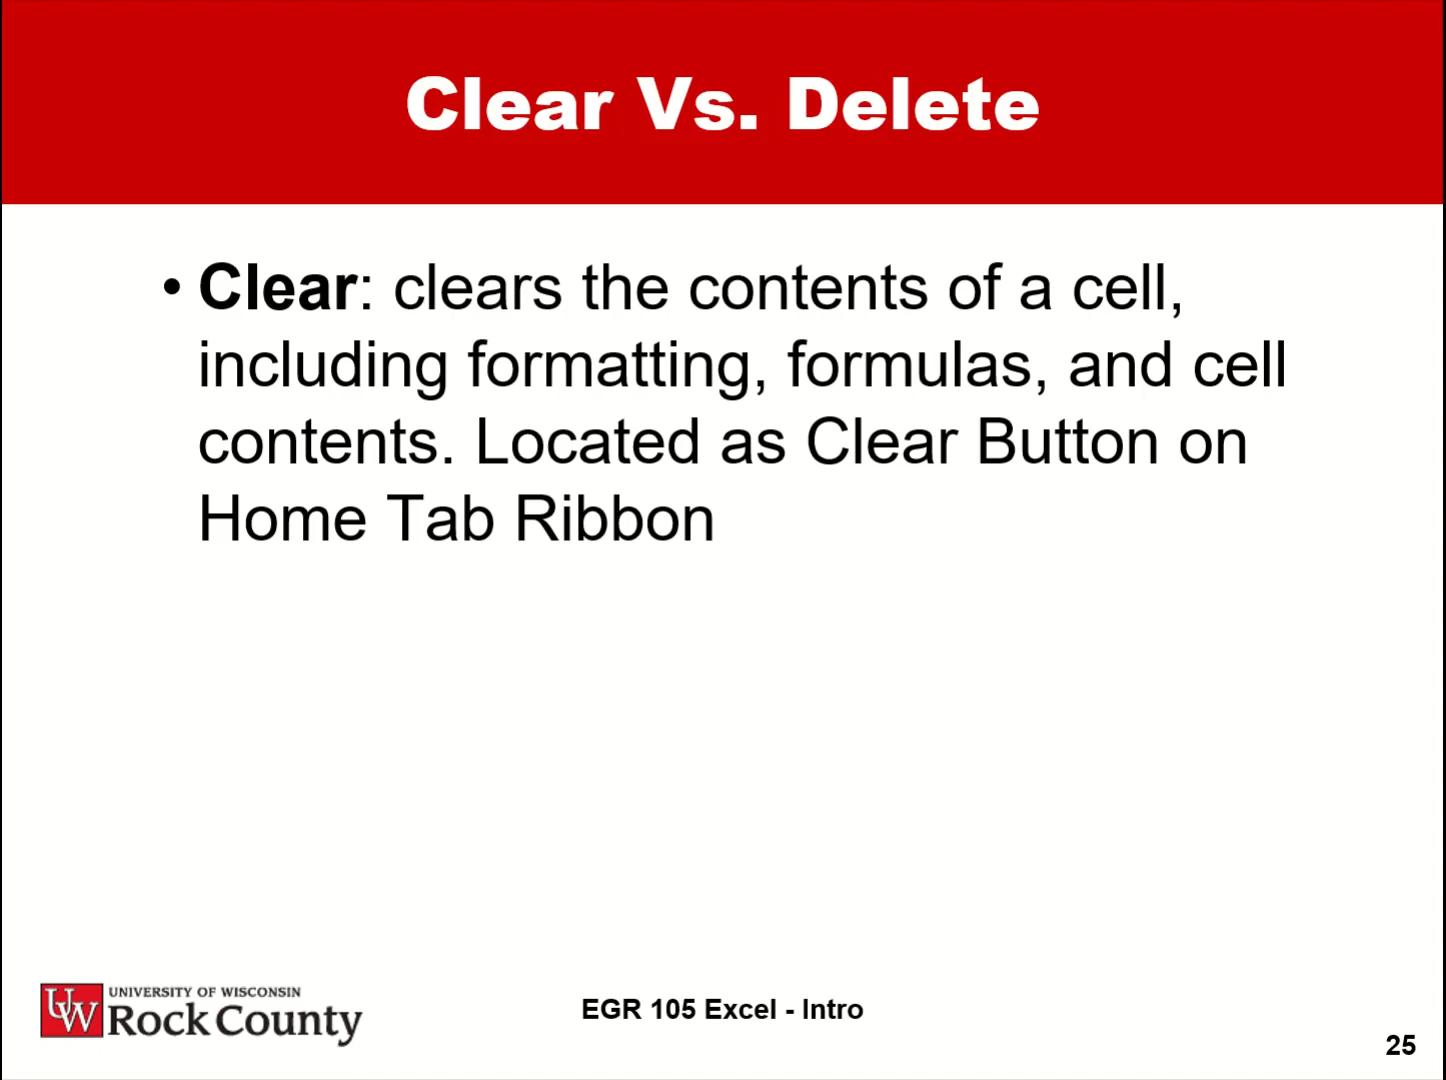 Clear Vs. Delete
• Clear: clears the contents of a cell,
including formatting, formulas, and cell
contents. Located as Clear Button on
Home Tab Ribbon
UW
UNIVERSITY OF WISCONSIN
Rock County
EGR 105 Excel - Intro
25